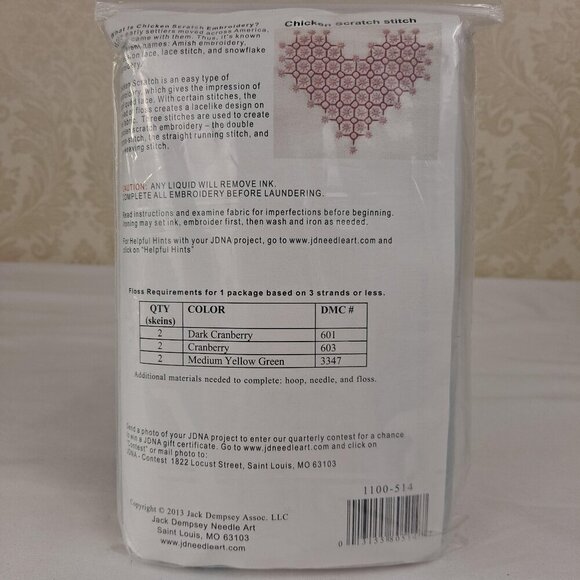 Chicken Scratch stitch
What Is Chicken Scratch Embroidery?
early settlers moved across America,
came with them. Thus, it's known
names: Amish embroidery,
lace, lace stitch, and snowflake
Scratch is an easy type of
which gives the impression of
lace. With certain stitches, the
floss creates a lacelike design on
Three stitches are used to create
scratch embroidery – the double
stitch, the straight running stitch, and
weaving stitch.
CAUTION: ANY LIQUID WILL REMOVE INK.
COMPLETE ALL EMBROIDERY BEFORE LAUNDERING.
Read instructions and examine fabric for imperfections before beginning.
Ironing may set ink, embroider first, then wash and iron as needed.
For Helpful Hints with your JDNA project, go to www.jdneedleart.com and
click on "Helpful Hints"
Floss Requirements for 1 package based on 3 strands or less.
QTY (skeins) COLOR DMC #
2 Dark Cranberry 601
2 Cranberry 603
2 Medium Yellow Green 3347
Additional materials needed to complete; hoop, needle, and floss.
Send a photo of your JDNA project to enter our quarterly contest for a chance
to win a JDNA gift certificate. Go to www.jdneedleart.com and click on
"Contest" or mail photo to:
JDNA - Contest 1822 Locust Street, Saint Louis, MO 63103
1100-514
Copyright © 2013 Jack Dempsey Assoc. LLC
Jack Dempsey Needle Art
Saint Louis, MO 63103
www.jdneedleart.com